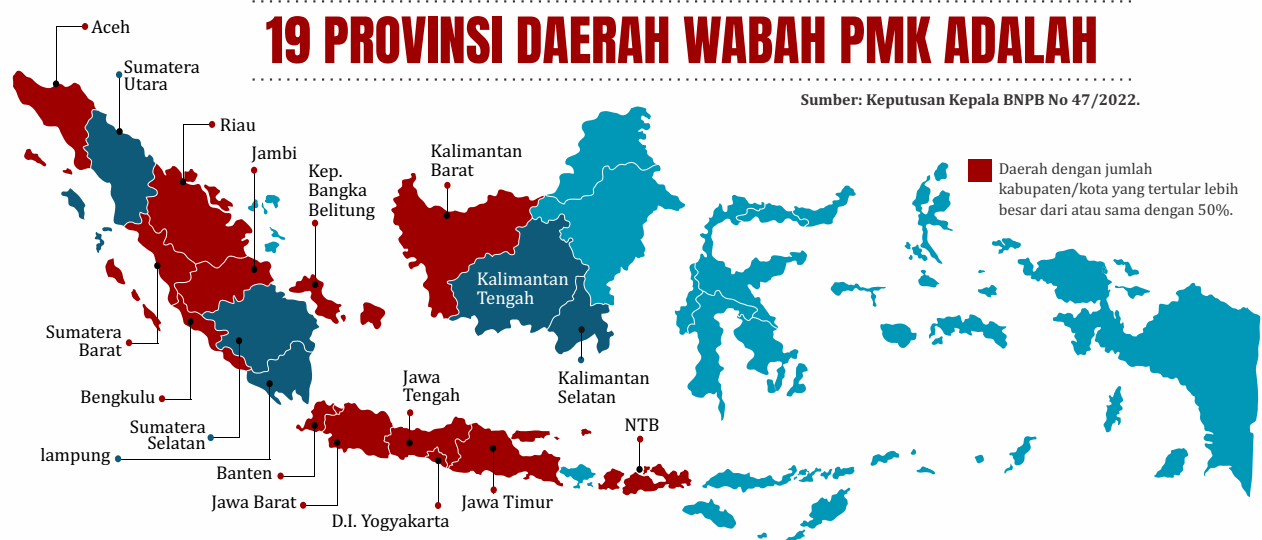 19 PROVINSI DAERAH WABAH PMK ADALAH
Sumber: Keputusan Kepala BNPB No 47/2022.
Aceh
Sumatera
Utara
Riau
Jambi
Kep.
Bangka
Belitung
Kalimantan
Barat
Daerah dengan jumlah
kabupaten/kota yang tertular lebih
besar dari atau sama dengan 50%.
Kalimantan
Tengah
Sumatera
Barat
Kalimantan
Selatan
Bengkulu
Jawa
Tengah
Sumatera
Selatan
NTB
lampung
Banten
Jawa Barat
Jawa Timur
D.I. Yogyakarta